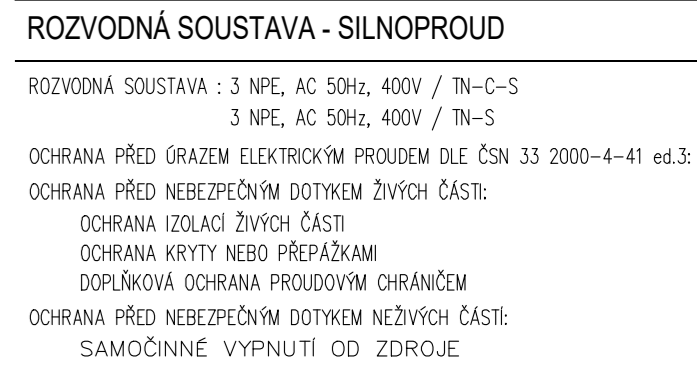 ROZVODNÁ SOUSTAVA - SILNOPROUD
ROZVODNÁ SOUSTAVA : 3 NPE, AC 50Hz, 400V / TN-C-S
3 NPE, AC 50Hz, 400V / TN-S
OCHRANA PŘED ÚRAZEM ELEKTRICKÝM PROUDEM DLE ČSN 33 2000-4-41 ed.3:
OCHRANA PŘED NEBEZPEČNÝM DOTYKEM ŽIVÝCH ČÁSTI:
OCHRANA IZOLACÍ ŽIVÝCH ČÁSTI
OCHRANA KRYTY NEBO PŘEPÁŽKAMI
DOPLŇKOVÁ OCHRANA PROUDOVÝM CHRÁNIČEM
OCHRANA PŘED NEBEZPEČNÝM DOTYKEM NEŽIVÝCH ČÁSTÍ:
SAMOČINNÉ VYPNUTÍ OD ZDROJE